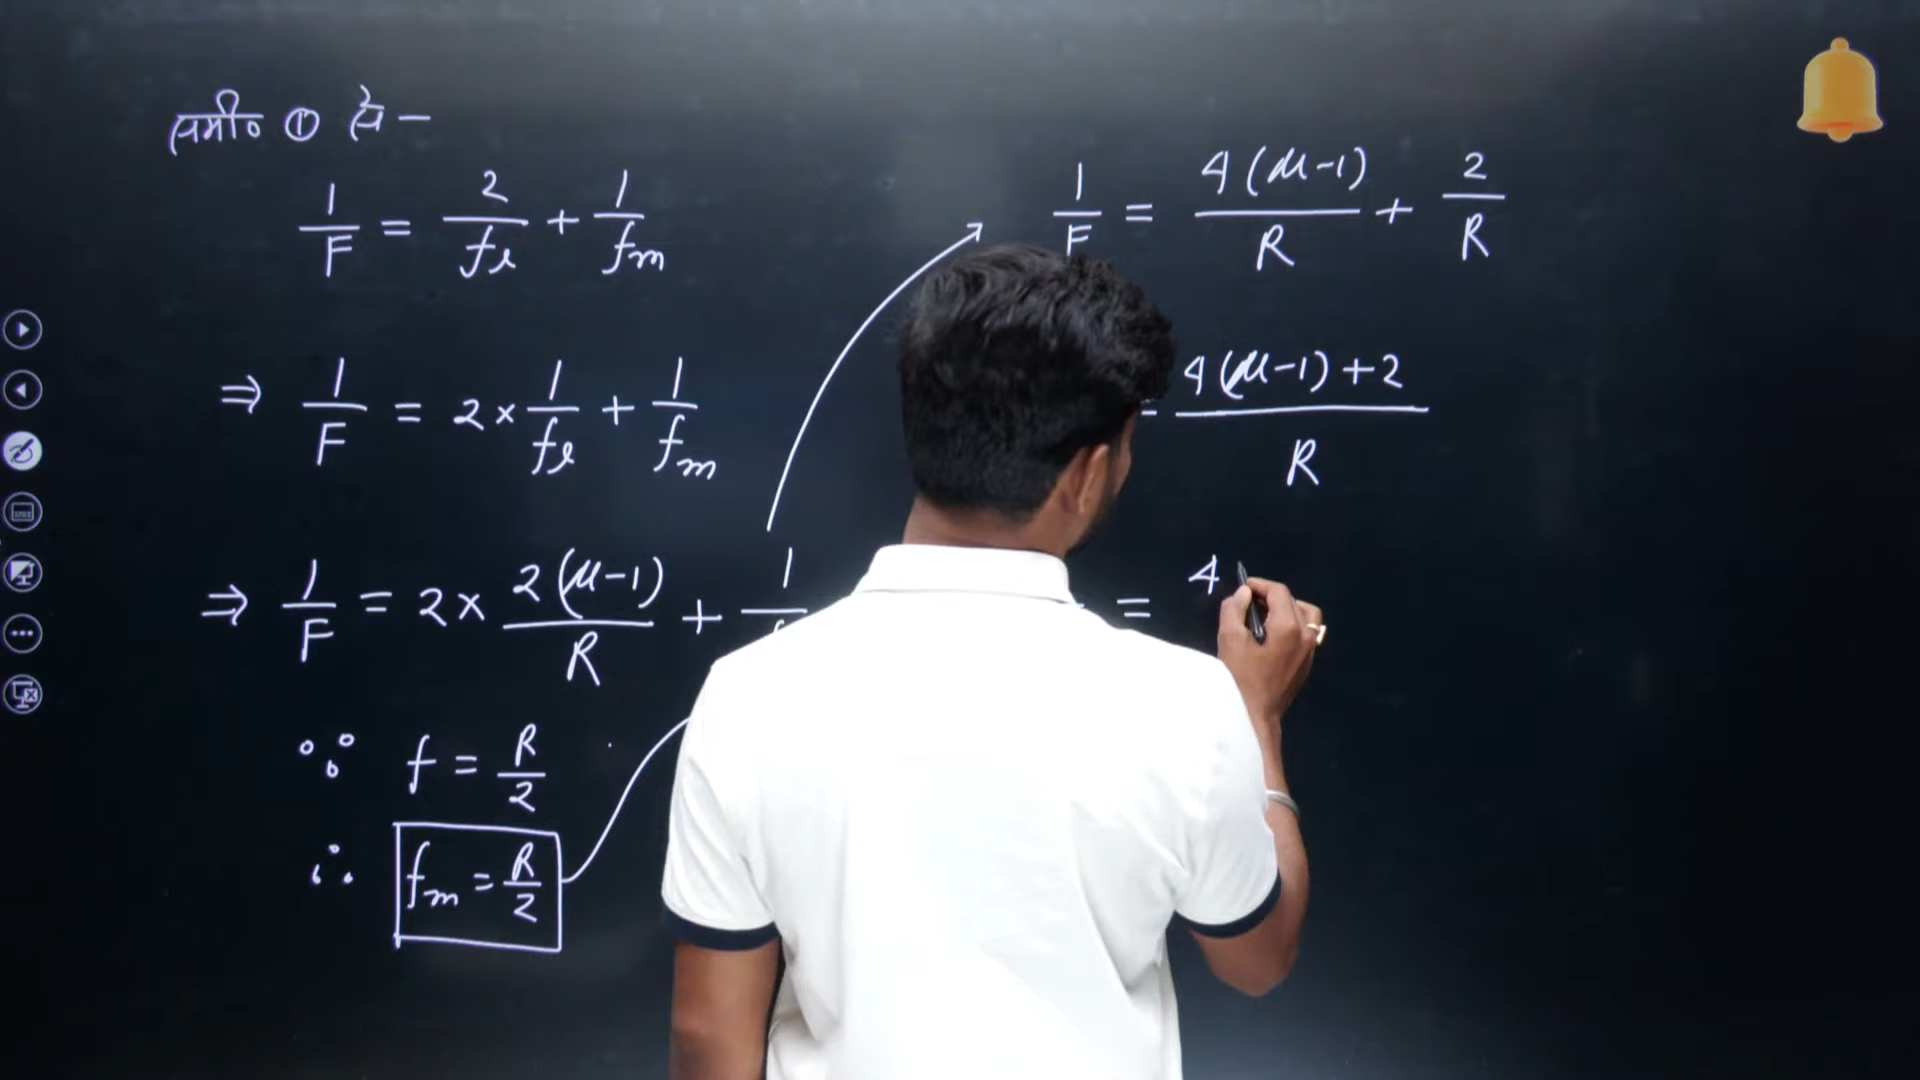 समी० ① से -
1/F = 2/fₗ + 1/fₘ
⇒ 1/F = 2 × 1/fₗ + 1/fₘ
⇒ 1/F = 2 × 2(μ-1)/R + 1/
∵ f = R/2
∴ fₘ = R/2
1/F = 4(μ-1)/R + 2/R
= 4(μ-1)+2/R
= 4